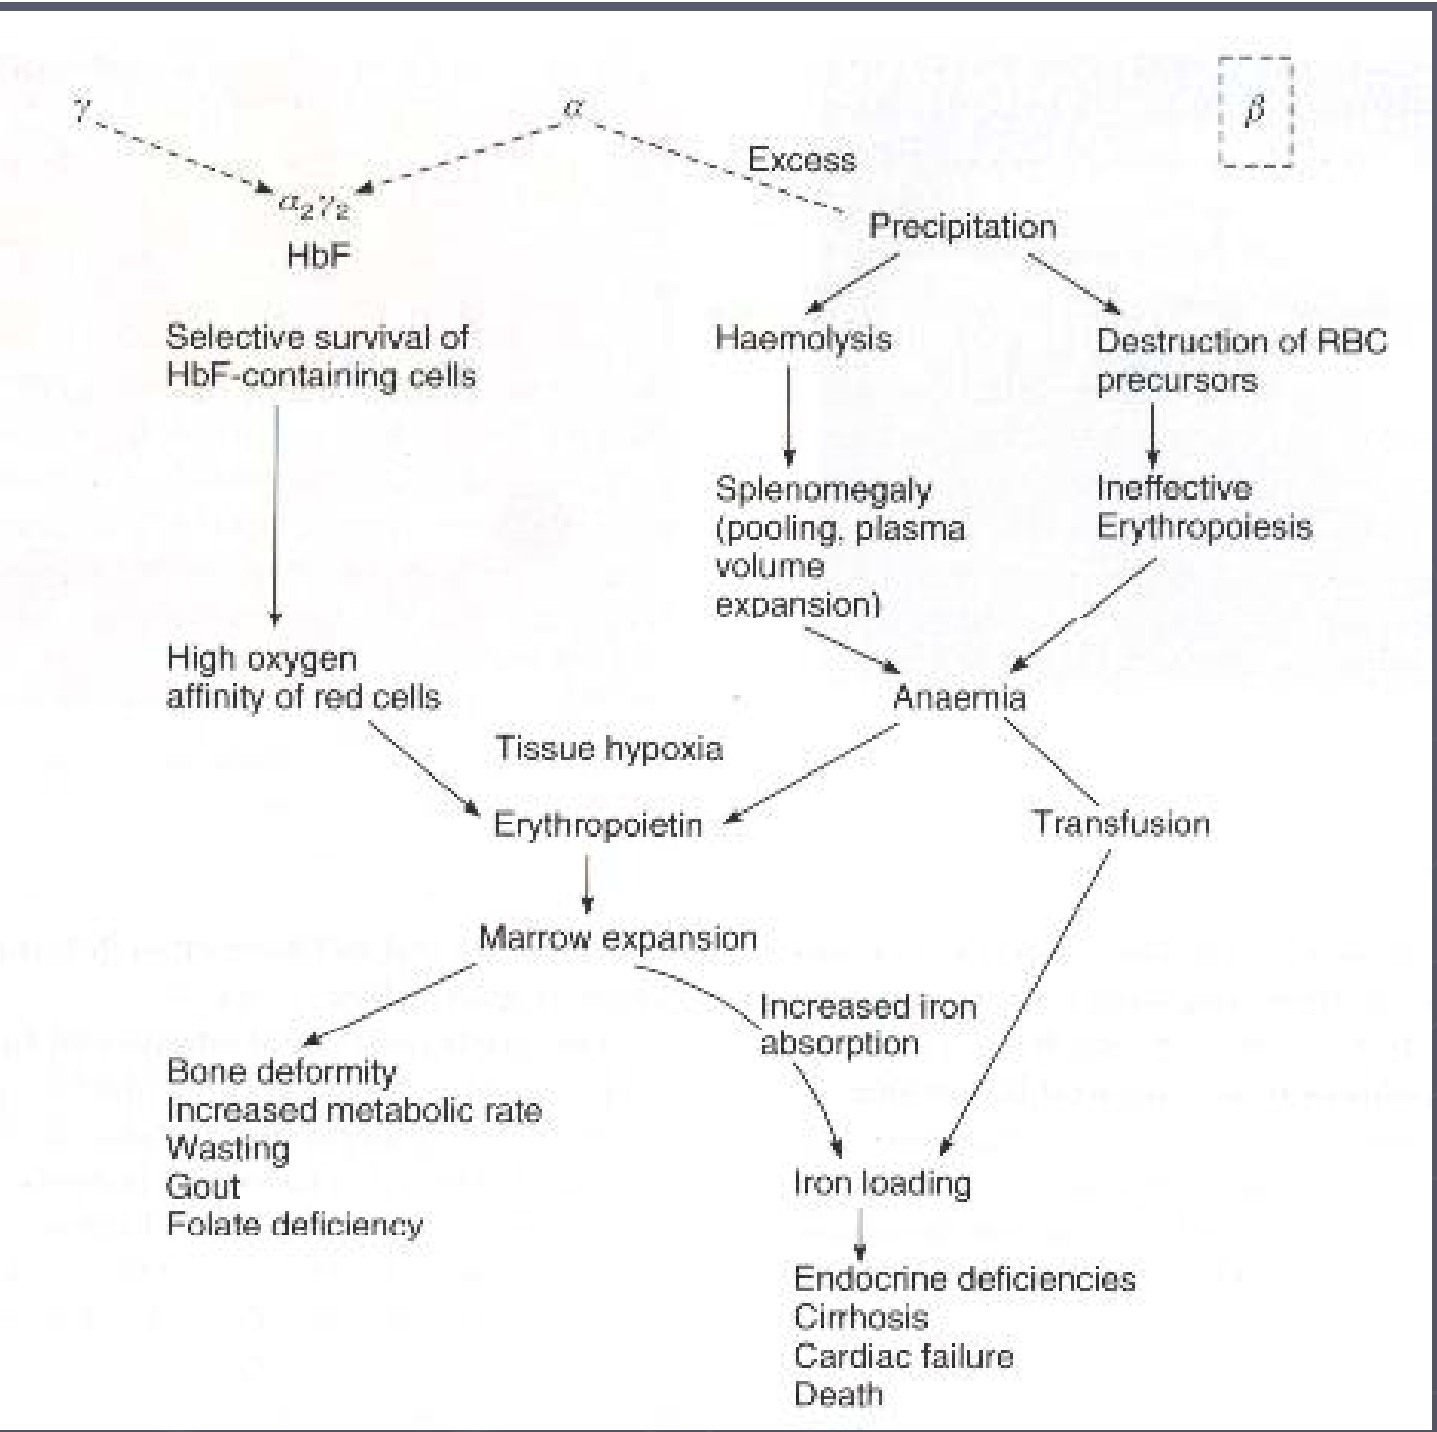 γ
α
β
Excess
α₂γ₂
Precipitation
HbF
Selective survival of
HbF-containing cells
Haemolysis
Destruction of RBC
precursors
Splenomegaly
(pooling, plasma
volume
expansion)
Ineffective
Erythropoiesis
High oxygen
affinity of red cells
Anaemia
Tissue hypoxia
Erythropoietin
Transfusion
Marrow expansion
Increased iron
absorption
Bone deformity
Increased metabolic rate
Wasting
Gout
Folate deficiency
Iron loading
Endocrine deficiencies
Cirrhosis
Cardiac failure
Death